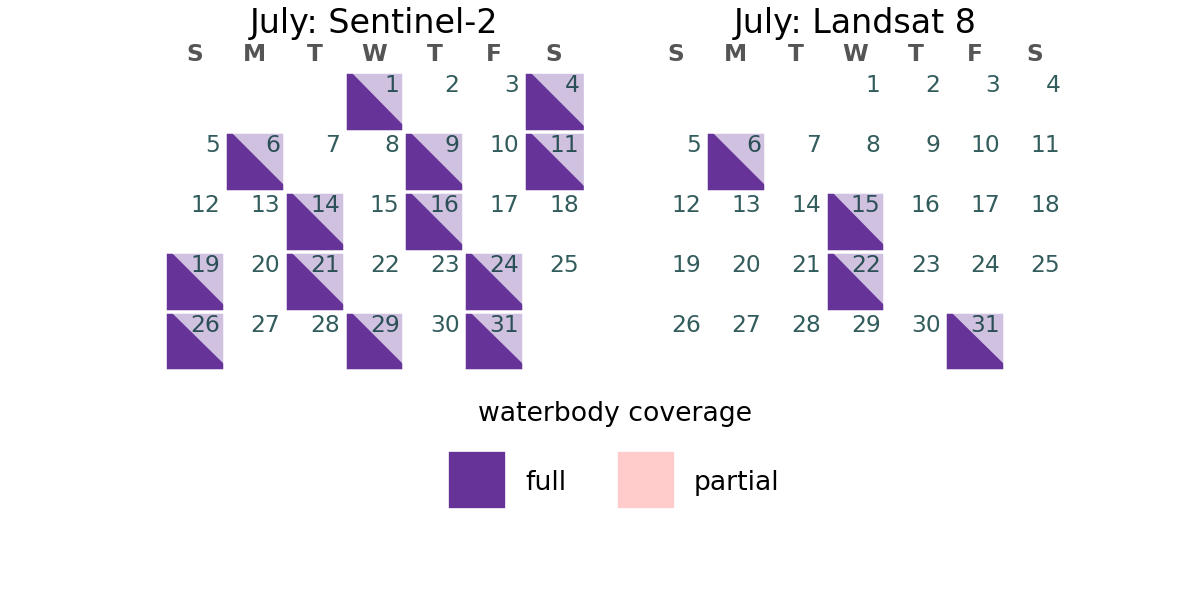 July: Sentinel-2
S M T W T F S
1 2 3 4
5 6 7 8 9 10 11
12 13 14 15 16 17 18
19 20 21 22 23 24 25
26 27 28 29 30 31
July: Landsat 8
S M T W T F S
1 2 3 4
5 6 7 8 9 10 11
12 13 14 15 16 17 18
19 20 21 22 23 24 25
26 27 28 29 30 31
waterbody coverage
full partial